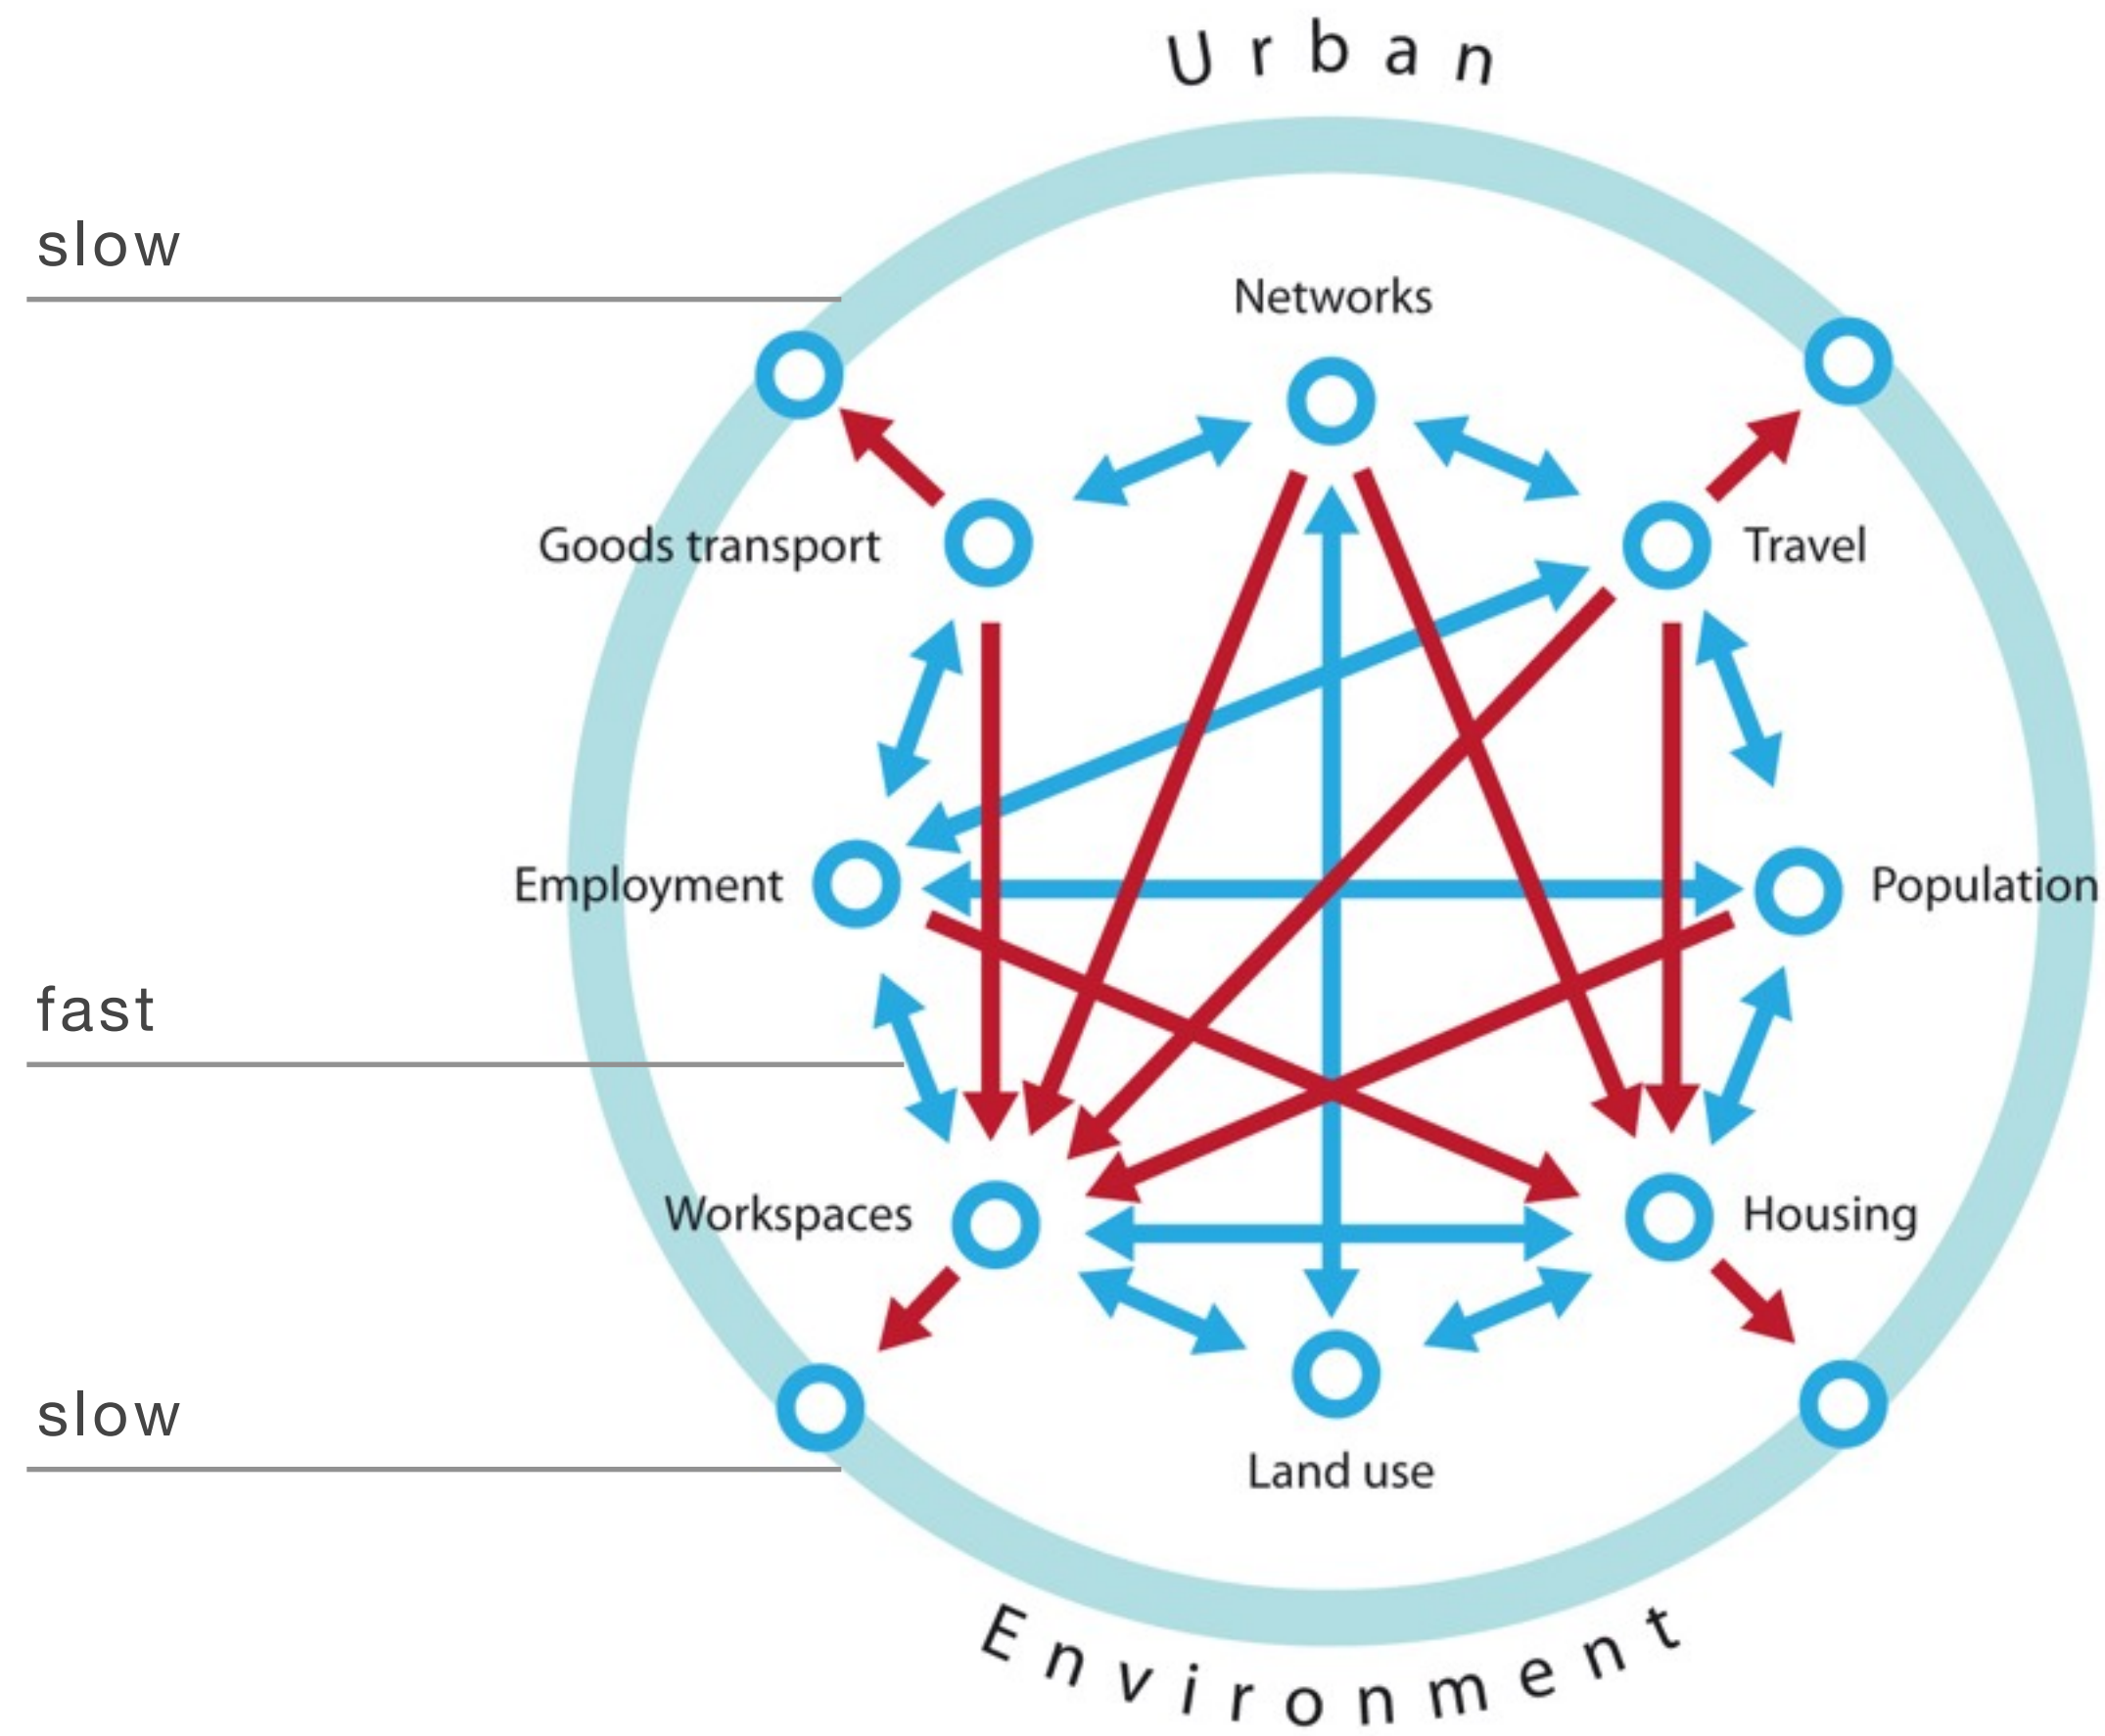 Urban
slow
Networks
Goods transport
Travel
Employment
Population
fast
Workspaces
Housing
slow
Land use
Environment